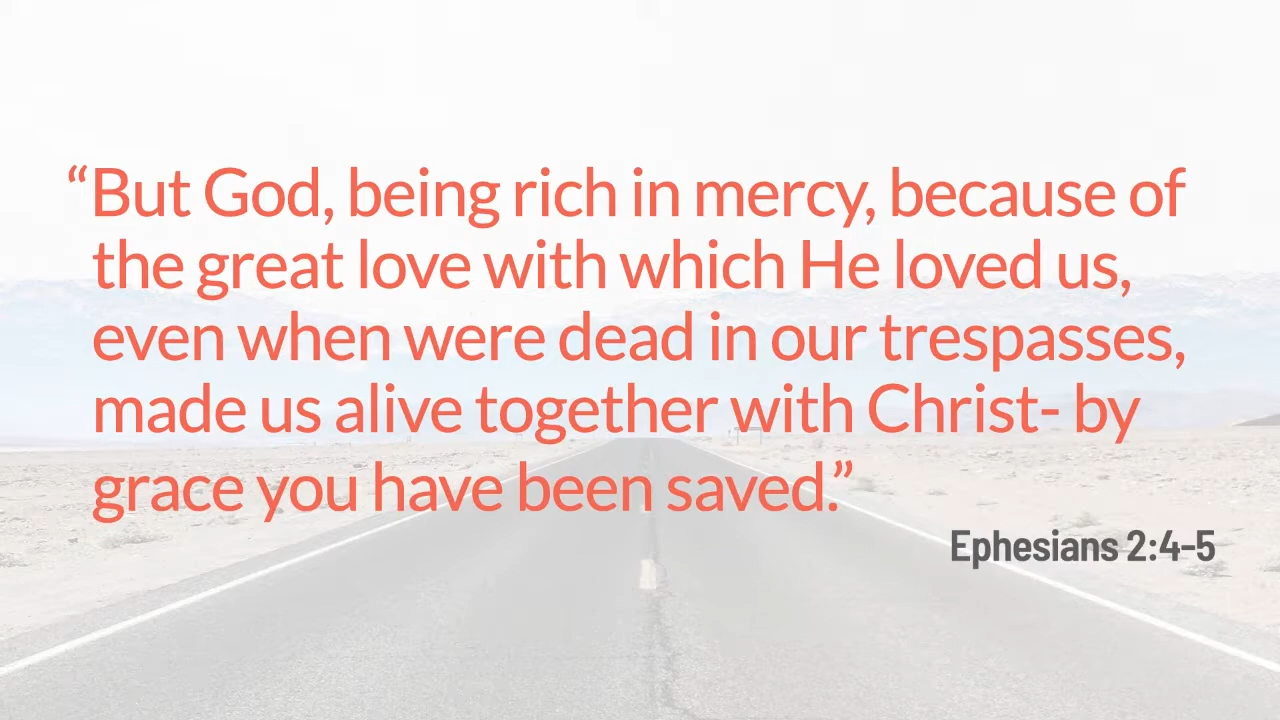 “But God, being rich in mercy, because of
the great love with which He loved us,
even when were dead in our trespasses,
made us alive together with Christ- by
grace you have been saved.”
Ephesians 2:4-5